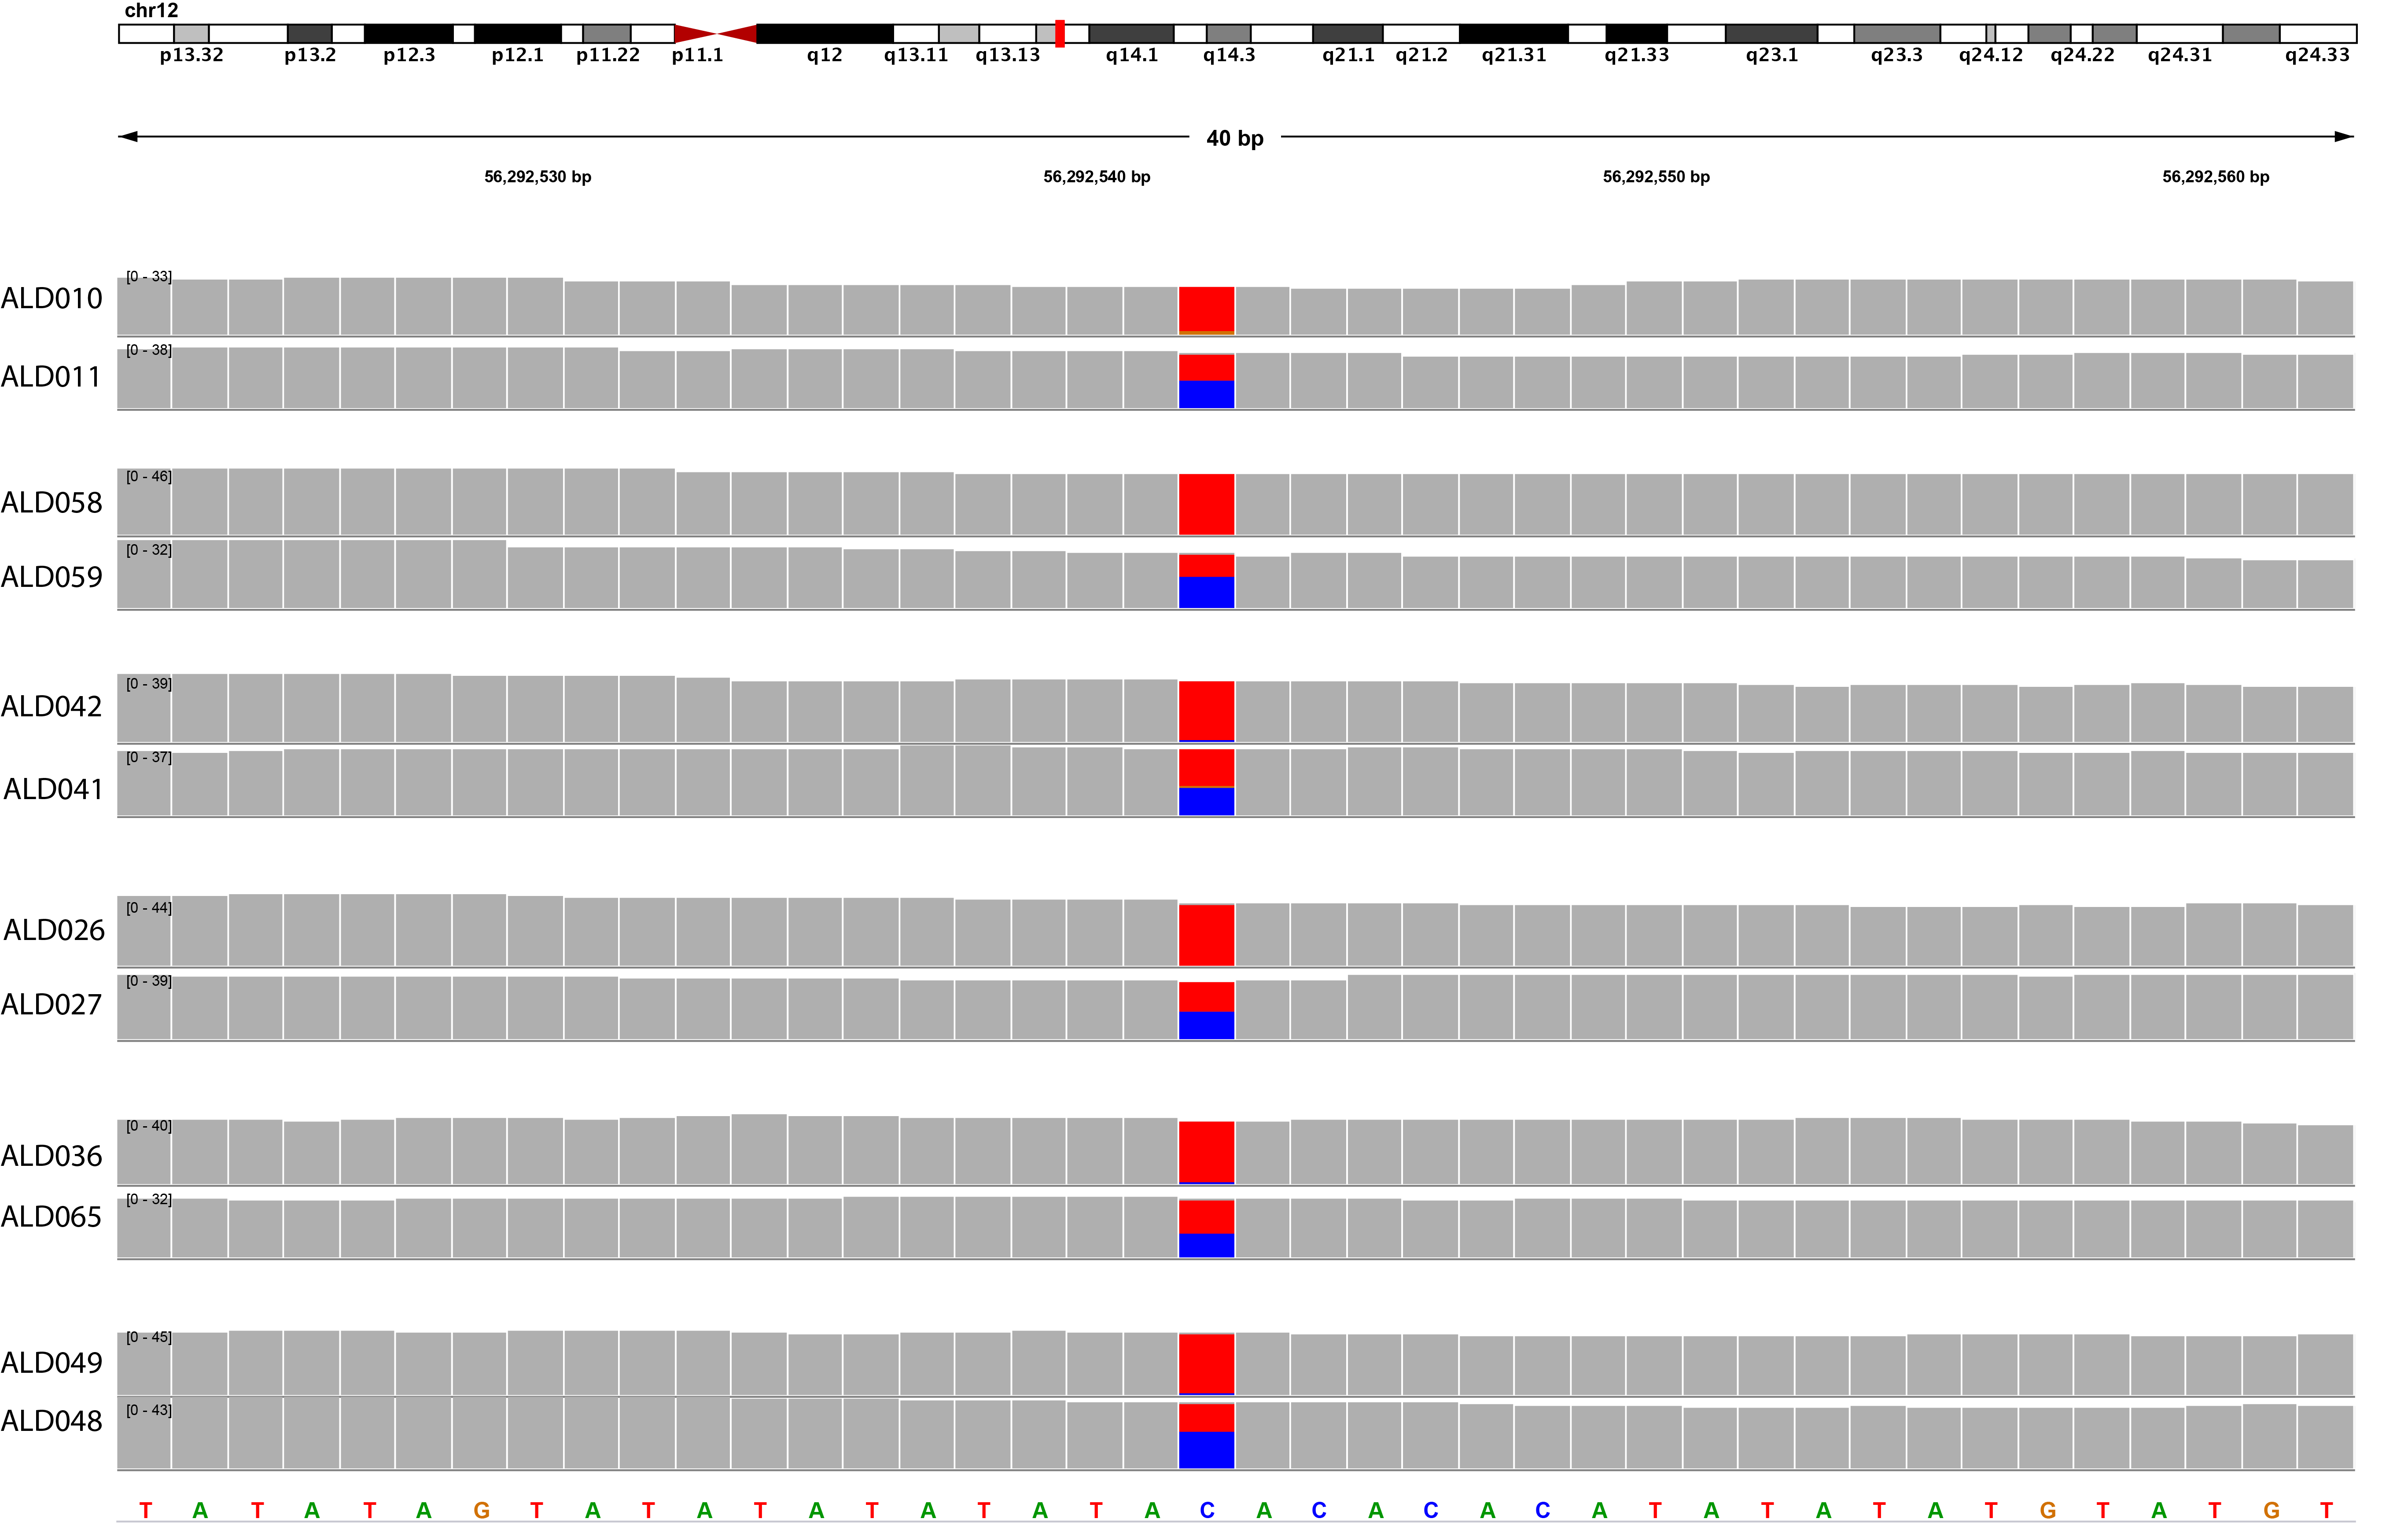 chr12
p13.32 p13.2 p12.3 p12.1 p11.22 p11.1 q12 q13.11 q13.13 q14.1 q14.3 q21.1 q21.2 q21.31 q21.33 q23.1 q23.3 q24.12 q24.22 q24.31 q24.33
40 bp
56,292,530 bp 56,292,540 bp 56,292,550 bp 56,292,560 bp
[0 - 33]
ALD010
[0 - 38]
ALD011
[0 - 46]
ALD058
[0 - 32]
ALD059
[0 - 39]
ALD042
[0 - 37]
ALD041
[0 - 44]
ALD026
[0 - 39]
ALD027
[0 - 40]
ALD036
[0 - 32]
ALD065
[0 - 45]
ALD049
[0 - 43]
ALD048
T A T A T A G T A T A T A T A T A T A C A C A C A C A T A T A T A T G T A T G T